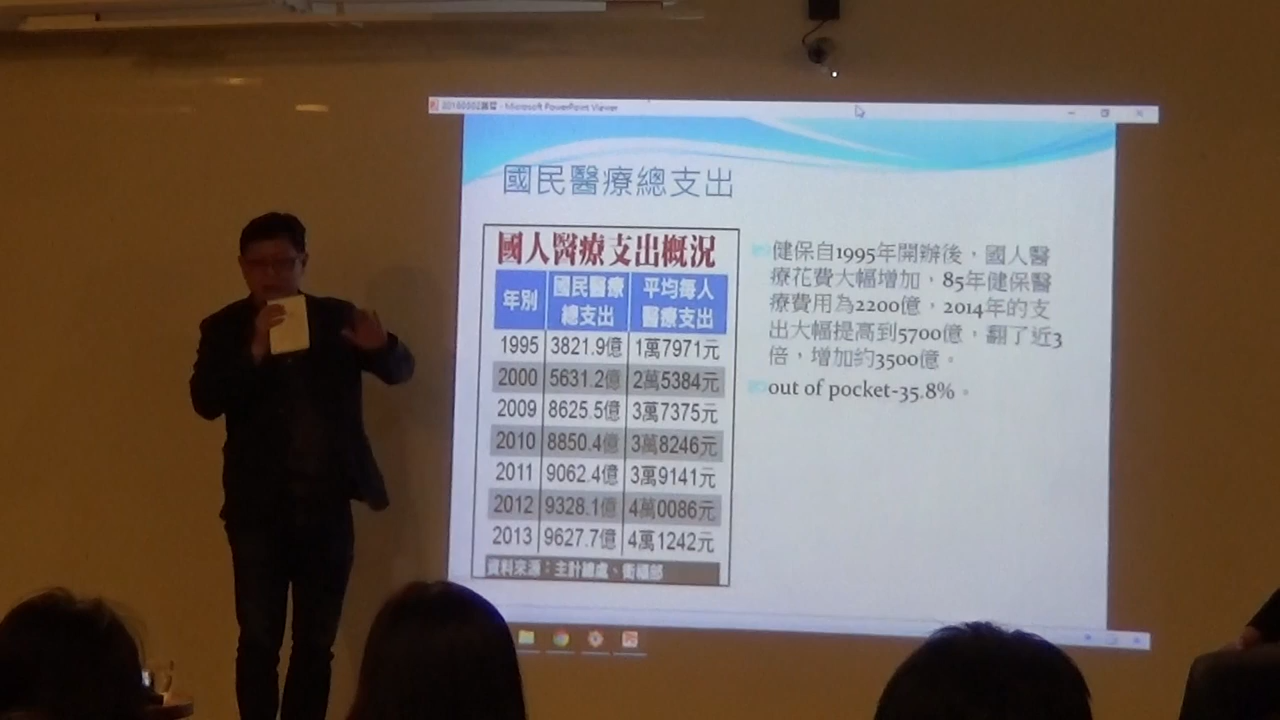 Microsoft PowerPoint Viewer
國民醫療總支出
國人醫療支出概況
年別 國民醫療總支出 平均每人醫療支出
1995 3821.9億 1萬7971元
2000 5631.2億 2萬5384元
2009 8625.5億 3萬7375元
2010 8850.4億 3萬8246元
2011 9062.4億 3萬9141元
2012 9328.1億 4萬0086元
2013 9627.7億 4萬1242元
資料來源：主計總處、衛福部
健保自1995年開辦後，國人醫
療花費大幅增加，85年健保醫
療費用為2200億，2014年的支
出大幅提高到5700億，翻了近3
倍，增加約3500億。
out of pocket-35.8%。